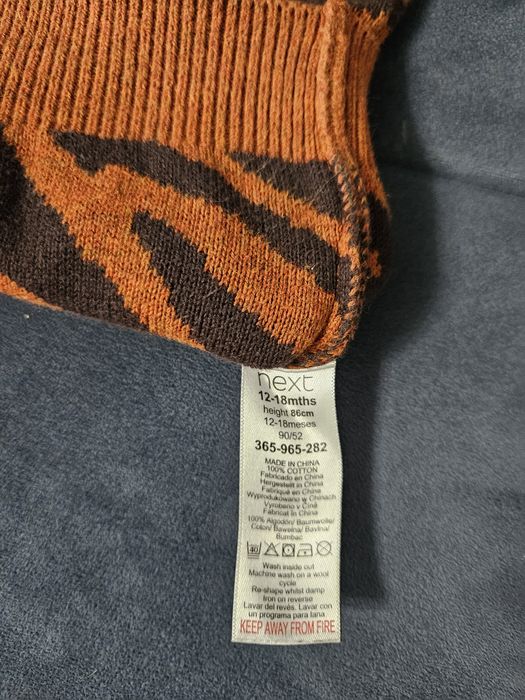 next
12-18mths
height 86cm
12-18meses
90/52
365-965-282
MADE IN CHINA
100% COTTON
Fabricado en China
Hergestellt in China
Fabriqué en China
Wyprodukowano w Chinach
Vyrobeno v Číně
Fabricat în China
100% Algodón/ Baumwolle/
Coton/ Bawełna/ Bavlna/
Bumbac
40
Wash inside out
Machine wash on a wool
cycle
Re-shape whilst damp
Iron on reverse
Lavar del revés. Lavar con
un programa para lana
KEEP AWAY FROM FIRE